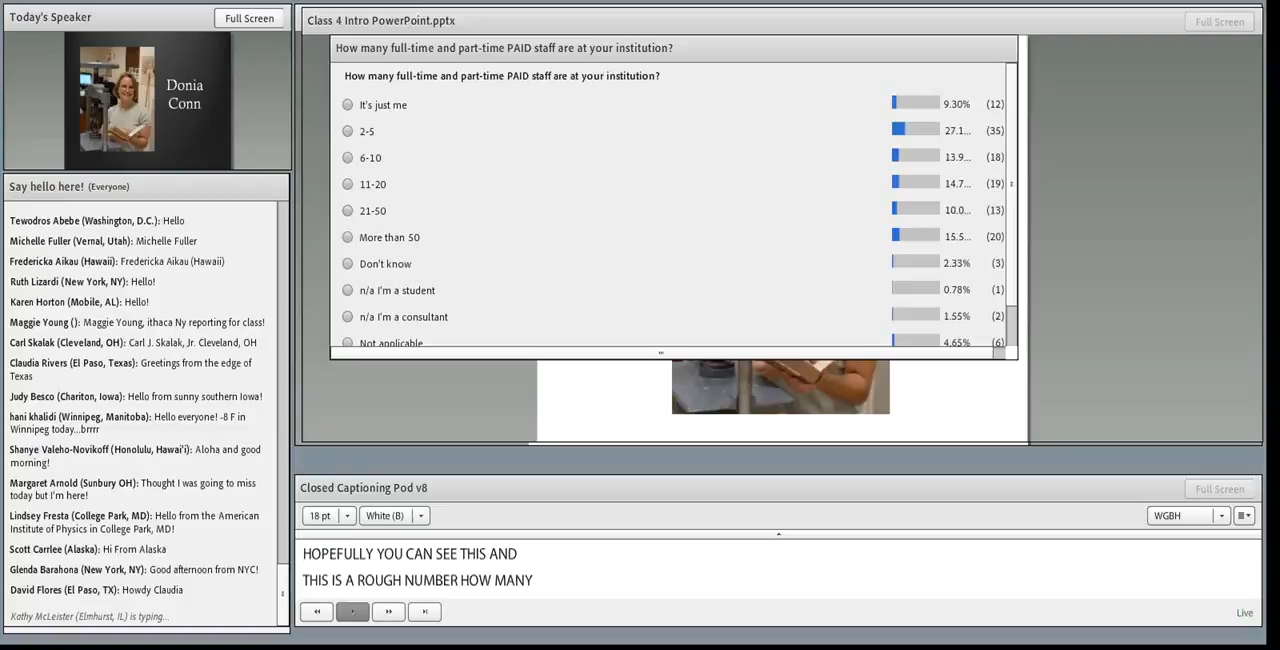 Today's Speaker
Full Screen
Donia
Conn
Say hello here! (Everyone)
Tewodros Abebe (Washington, D.C.): Hello
Michelle Fuller (Vernal, Utah): Michelle Fuller
Fredericka Aikau (Hawaii): Fredericka Aikau (Hawaii)
Ruth Lizardi (New York, NY): Hello!
Karen Horton (Mobile, AL): Hello!
Maggie Young (): Maggie Young, ithaca Ny reporting for class!
Carl Skalak (Cleveland, OH): Carl J. Skalak, Jr. Cleveland, OH
Claudia Rivers (El Paso, Texas): Greetings from the edge of
Texas
Judy Besco (Chariton, Iowa): Hello from sunny southern Iowa!
hani khalidi (Winnipeg, Manitoba): Hello everyone! -8 F in
Winnipeg today...brrrr
Shanye Valeho-Novikoff (Honolulu, Hawai'i): Aloha and good
morning!
Margaret Arnold (Sunbury OH): Thought I was going to miss
today but I'm here!
Lindsey Fresta (College Park, MD): Hello from the American
Institute of Physics in College Park, MD!
Scott Carrlee (Alaska): Hi From Alaska
Glenda Barahona (New York, NY): Good afternoon from NYC!
David Flores (El Paso, TX): Howdy Claudia
Kathy McLeister (Elmhurst, IL) is typing...
Class 4 Intro PowerPoint.pptx
Full Screen
How many full-time and part-time PAID staff are at your institution?
How many full-time and part-time PAID staff are at your institution?
It's just me 9.30% (12)
2-5 27.1... (35)
6-10 13.9... (18)
11-20 14.7... (19)
21-50 10.0... (13)
More than 50 15.5... (20)
Don't know 2.33% (3)
n/a I'm a student 0.78% (1)
n/a I'm a consultant 1.55% (2)
Not applicable 4.65% (6)
Closed Captioning Pod v8
Full Screen
18 pt White (B) WGBH
HOPEFULLY YOU CAN SEE THIS AND
THIS IS A ROUGH NUMBER HOW MANY
Live